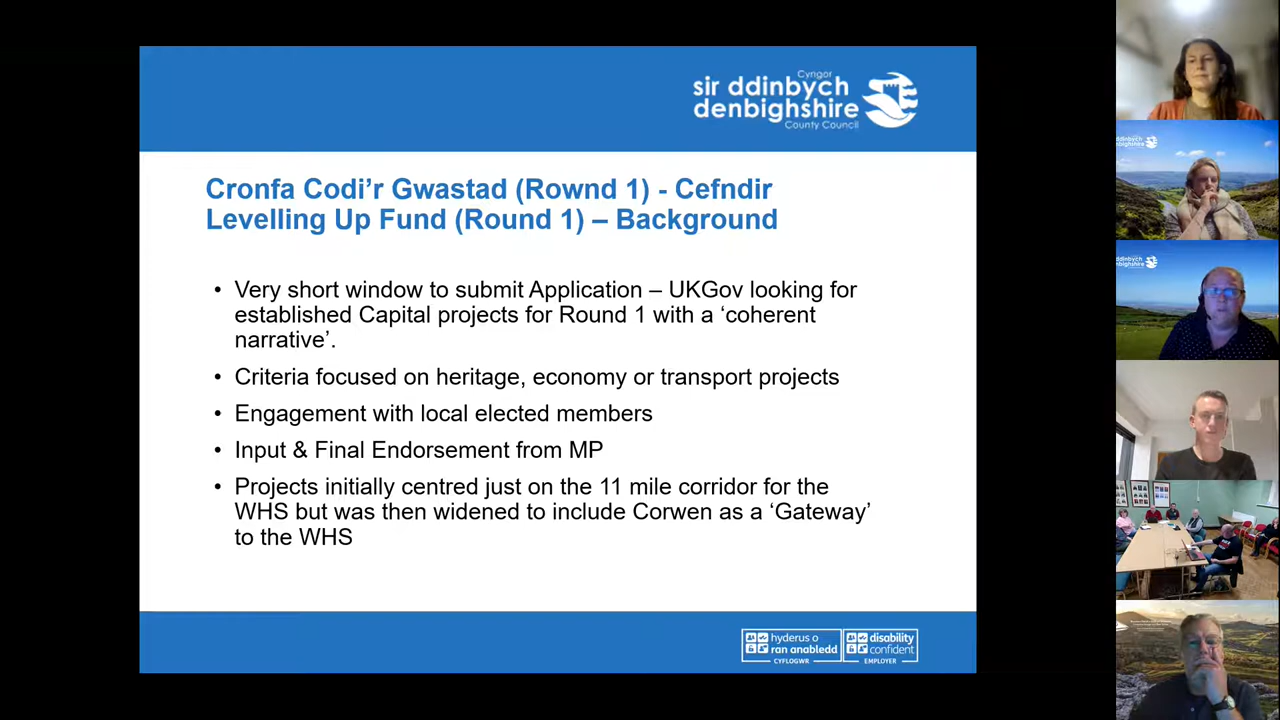 Cyngor
sir ddinbych
denbighshire
County Council
Cronfa Codi’r Gwastad (Rownd 1) - Cefndir
Levelling Up Fund (Round 1) – Background
• Very short window to submit Application – UKGov looking for
established Capital projects for Round 1 with a ‘coherent
narrative’.
• Criteria focused on heritage, economy or transport projects
• Engagement with local elected members
• Input & Final Endorsement from MP
• Projects initially centred just on the 11 mile corridor for the
WHS but was then widened to include Corwen as a ‘Gateway’
to the WHS
hyderus o
ran anabledd
CYFLOGWR
disability
confident
EMPLOYER
ddinbych
denbighshire
ddinbych
denbighshire